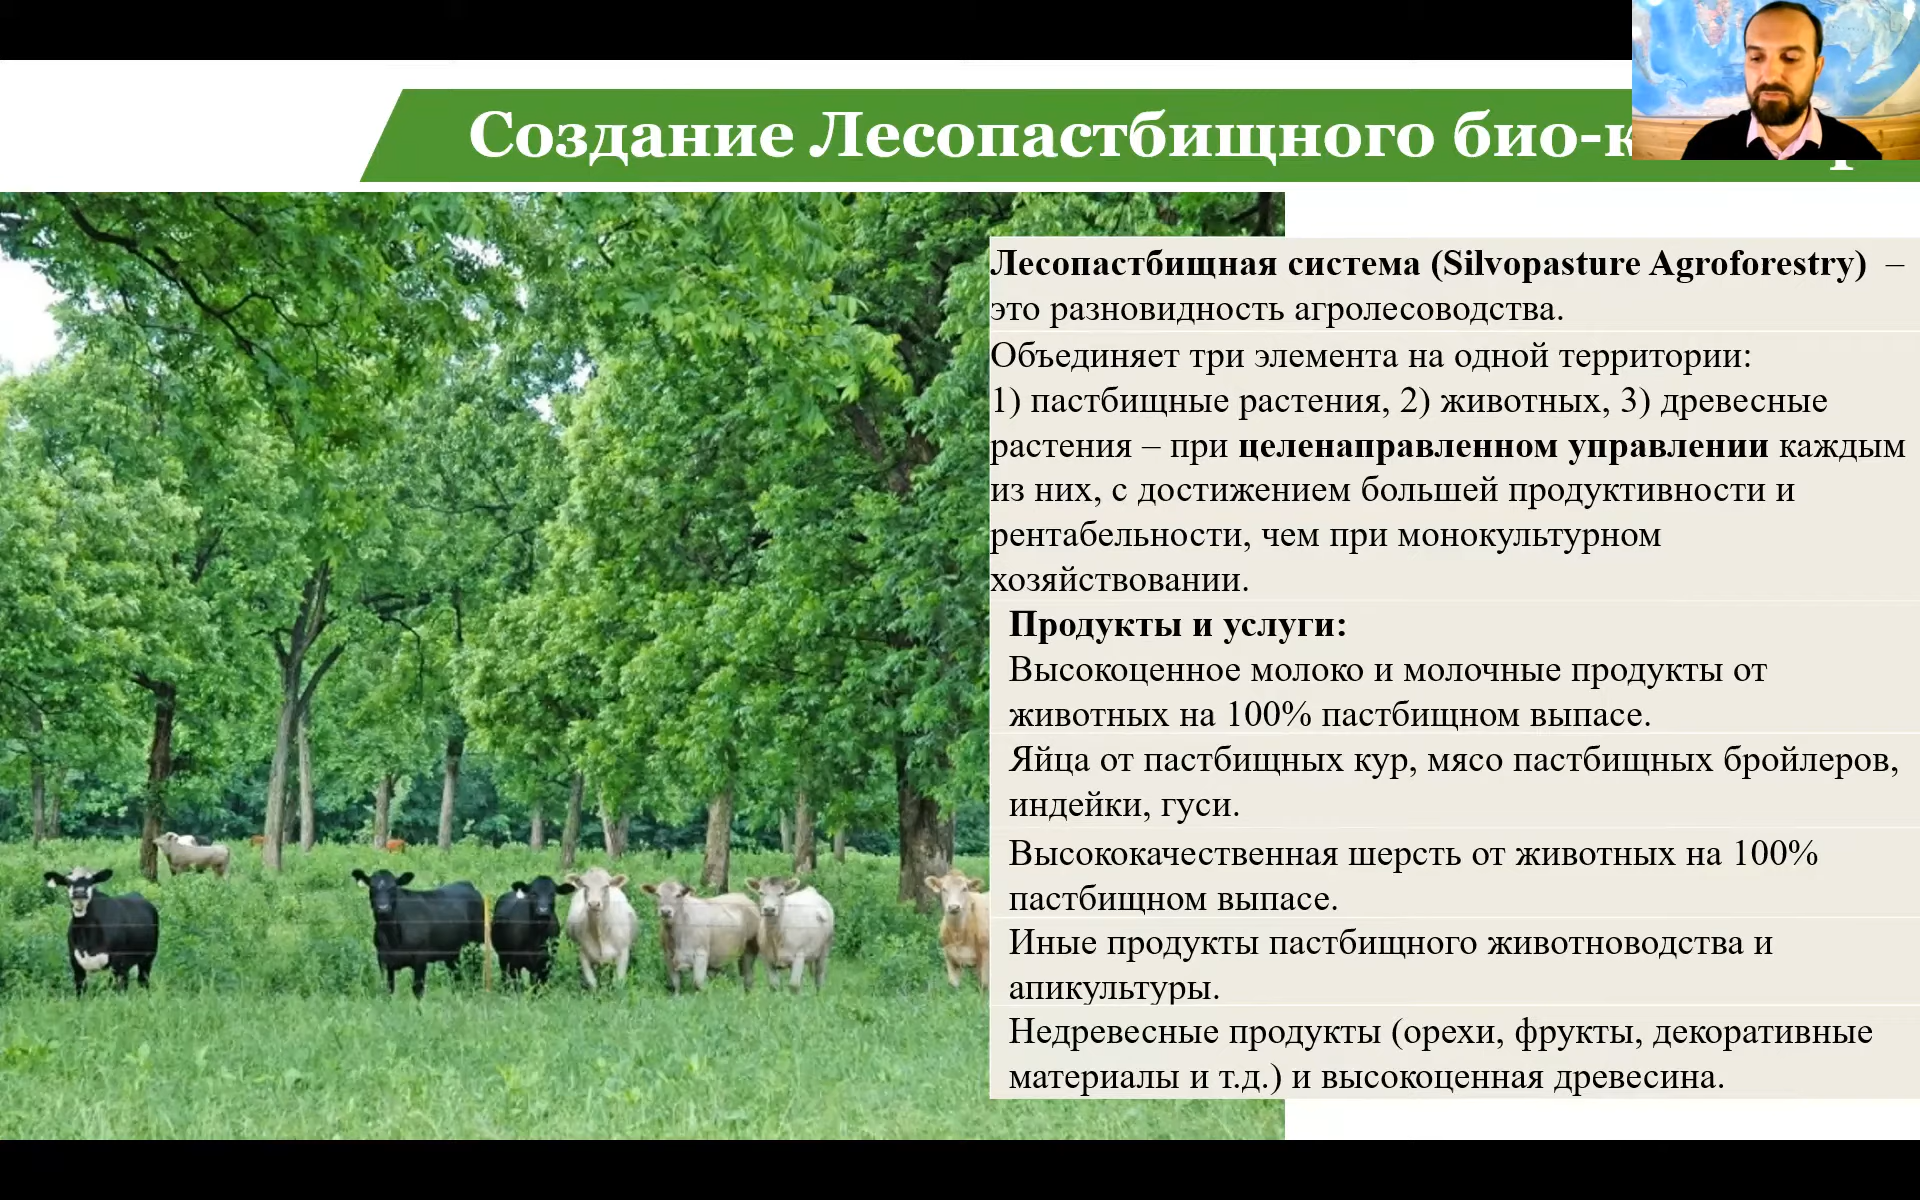 Создание Лесопастбищного
Лесопастбищная система (Silvopasture Agroforestry) –
это разновидность агролесоводства.
Объединяет три элемента на одной территории:
1) пастбищные растения, 2) животных, 3) древесные
растения – при целенаправленном управлении каждым
из них, с достижением большей продуктивности и
рентабельности, чем при монокультурном
хозяйствовании.
Продукты и услуги:
Высокоценное молоко и молочные продукты от
животных на 100% пастбищном выпасе.
Яйца от пастбищных кур, мясо пастбищных бройлеров,
индейки, гуси.
Высококачественная шерсть от животных на 100%
пастбищном выпасе.
Иные продукты пастбищного животноводства и
апикультуры.
Недревесные продукты (орехи, фрукты, декоративные
материалы и т.д.) и высокоценная древесина.